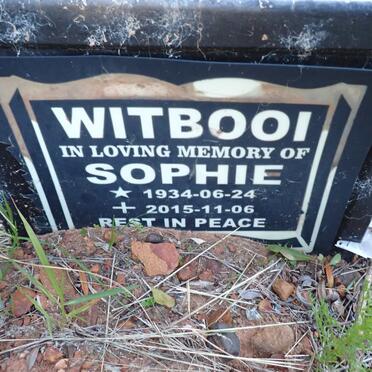 WITBOOI
IN LOVING MEMORY OF
SOPHIE
★ 1934-06-24
✝ 2015-11-06
REST IN PEACE